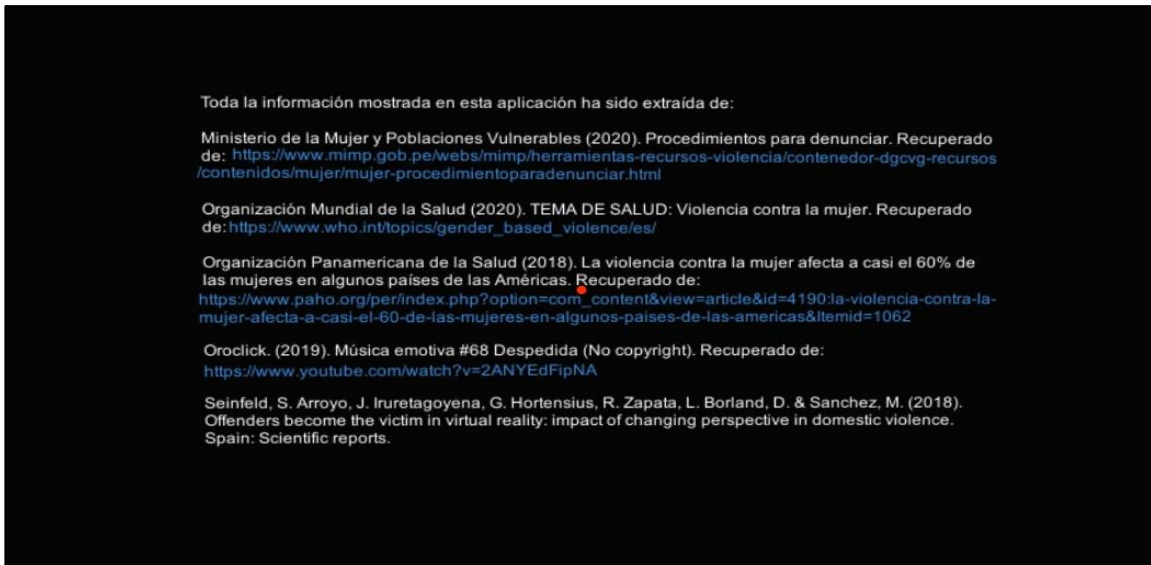 Toda la información mostrada en esta aplicación ha sido extraída de:
Ministerio de la Mujer y Poblaciones Vulnerables (2020). Procedimientos para denunciar. Recuperado
de: https://www.mimp.gob.pe/webs/mimp/herramientas-recursos-violencia/contenedor-dgcvg-recursos
/contenidos/mujer/mujer-procedimientoparadenunciar.html
Organización Mundial de la Salud (2020). TEMA DE SALUD: Violencia contra la mujer. Recuperado
de:https://www.who.int/topics/gender_based_violence/es/
Organización Panamericana de la Salud (2018). La violencia contra la mujer afecta a casi el 60% de
las mujeres en algunos países de las Américas. Recuperado de:
https://www.paho.org/per/index.php?option=com_content&view=article&id=4190:la-violencia-contra-la-
mujer-afecta-a-casi-el-60-de-las-mujeres-en-algunos-paises-de-las-americas&Itemid=1062
Oroclick. (2019). Música emotiva #68 Despedida (No copyright). Recuperado de:
https://www.youtube.com/watch?v=2ANYEdFipNA
Seinfeld, S. Arroyo, J. Iruretagoyena, G. Hortensius, R. Zapata, L. Borland, D. & Sanchez, M. (2018).
Offenders become the victim in virtual reality: impact of changing perspective in domestic violence.
Spain: Scientific reports.